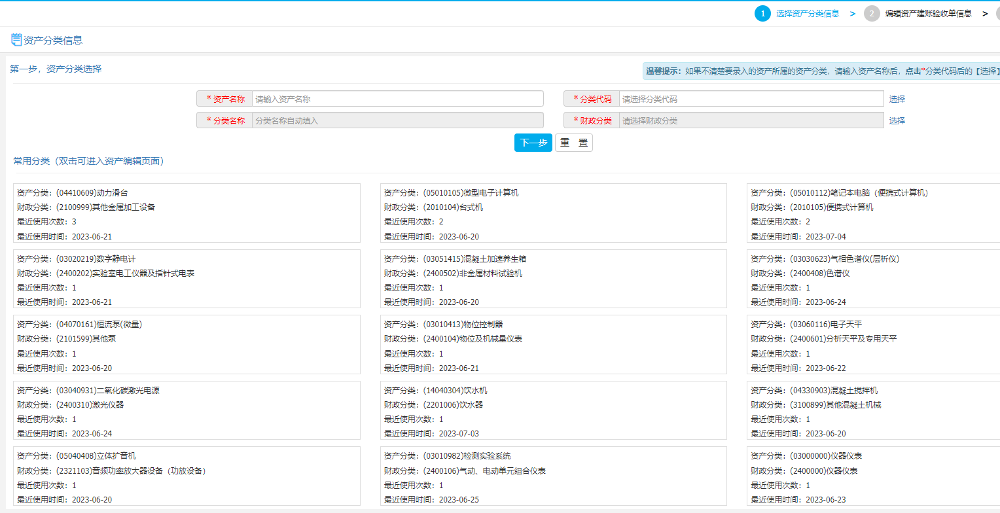 1 选择资产分类信息 > 2 编辑资产建账验收单信息 >
资产分类信息
第一步，资产分类选择
温馨提示：如果不清楚要录入的资产所属的资产分类，请输入资产名称后，点击*分类代码后的【选择】
* 资产名称 请输入资产名称 * 分类代码 请选择分类代码 选择
* 分类名称 分类名称自动填入 * 财政分类 请选择财政分类 选择
下一步 重 置
常用分类（双击可进入资产编辑页面）
资产分类：(04410609)动力滑台
财政分类：(2100999)其他金属加工设备
最近使用次数：3
最近使用时间：2023-06-21
资产分类：(05010105)微型电子计算机
财政分类：(2010104)台式机
最近使用次数：2
最近使用时间：2023-06-20
资产分类：(05010112)笔记本电脑（便携式计算机）
财政分类：(2010105)便携式计算机
最近使用次数：2
最近使用时间：2023-07-04
资产分类：(03020219)数字静电计
财政分类：(2400202)实验室电工仪器及指针式电表
最近使用次数：1
最近使用时间：2023-06-21
资产分类：(03051415)混凝土加速养生箱
财政分类：(2400502)非金属材料试验机
最近使用次数：1
最近使用时间：2023-06-20
资产分类：(03030623)气相色谱仪(层析仪)
财政分类：(2400408)色谱仪
最近使用次数：1
最近使用时间：2023-06-24
资产分类：(04070161)恒流泵(微量)
财政分类：(2101599)其他泵
最近使用次数：1
最近使用时间：2023-06-20
资产分类：(03010413)物位控制器
财政分类：(2400104)物位及机械量仪表
最近使用次数：1
最近使用时间：2023-06-21
资产分类：(03060116)电子天平
财政分类：(2400601)分析天平及专用天平
最近使用次数：1
最近使用时间：2023-06-22
资产分类：(03040931)二氧化碳激光电源
财政分类：(2400310)激光仪器
最近使用次数：1
最近使用时间：2023-06-24
资产分类：(14040304)饮水机
财政分类：(2201006)饮水器
最近使用次数：1
最近使用时间：2023-07-03
资产分类：(04330903)混凝土搅拌机
财政分类：(3100899)其他混凝土机械
最近使用次数：1
最近使用时间：2023-06-20
资产分类：(05040408)立体扩音机
财政分类：(2321103)音频功率放大器设备（功放设备）
最近使用次数：1
最近使用时间：2023-06-20
资产分类：(03010982)检测实验系统
财政分类：(2400106)气动、电动单元组合仪表
最近使用次数：1
最近使用时间：2023-06-25
资产分类：(03000000)仪器仪表
财政分类：(2400000)仪器仪表
最近使用次数：1
最近使用时间：2023-06-23